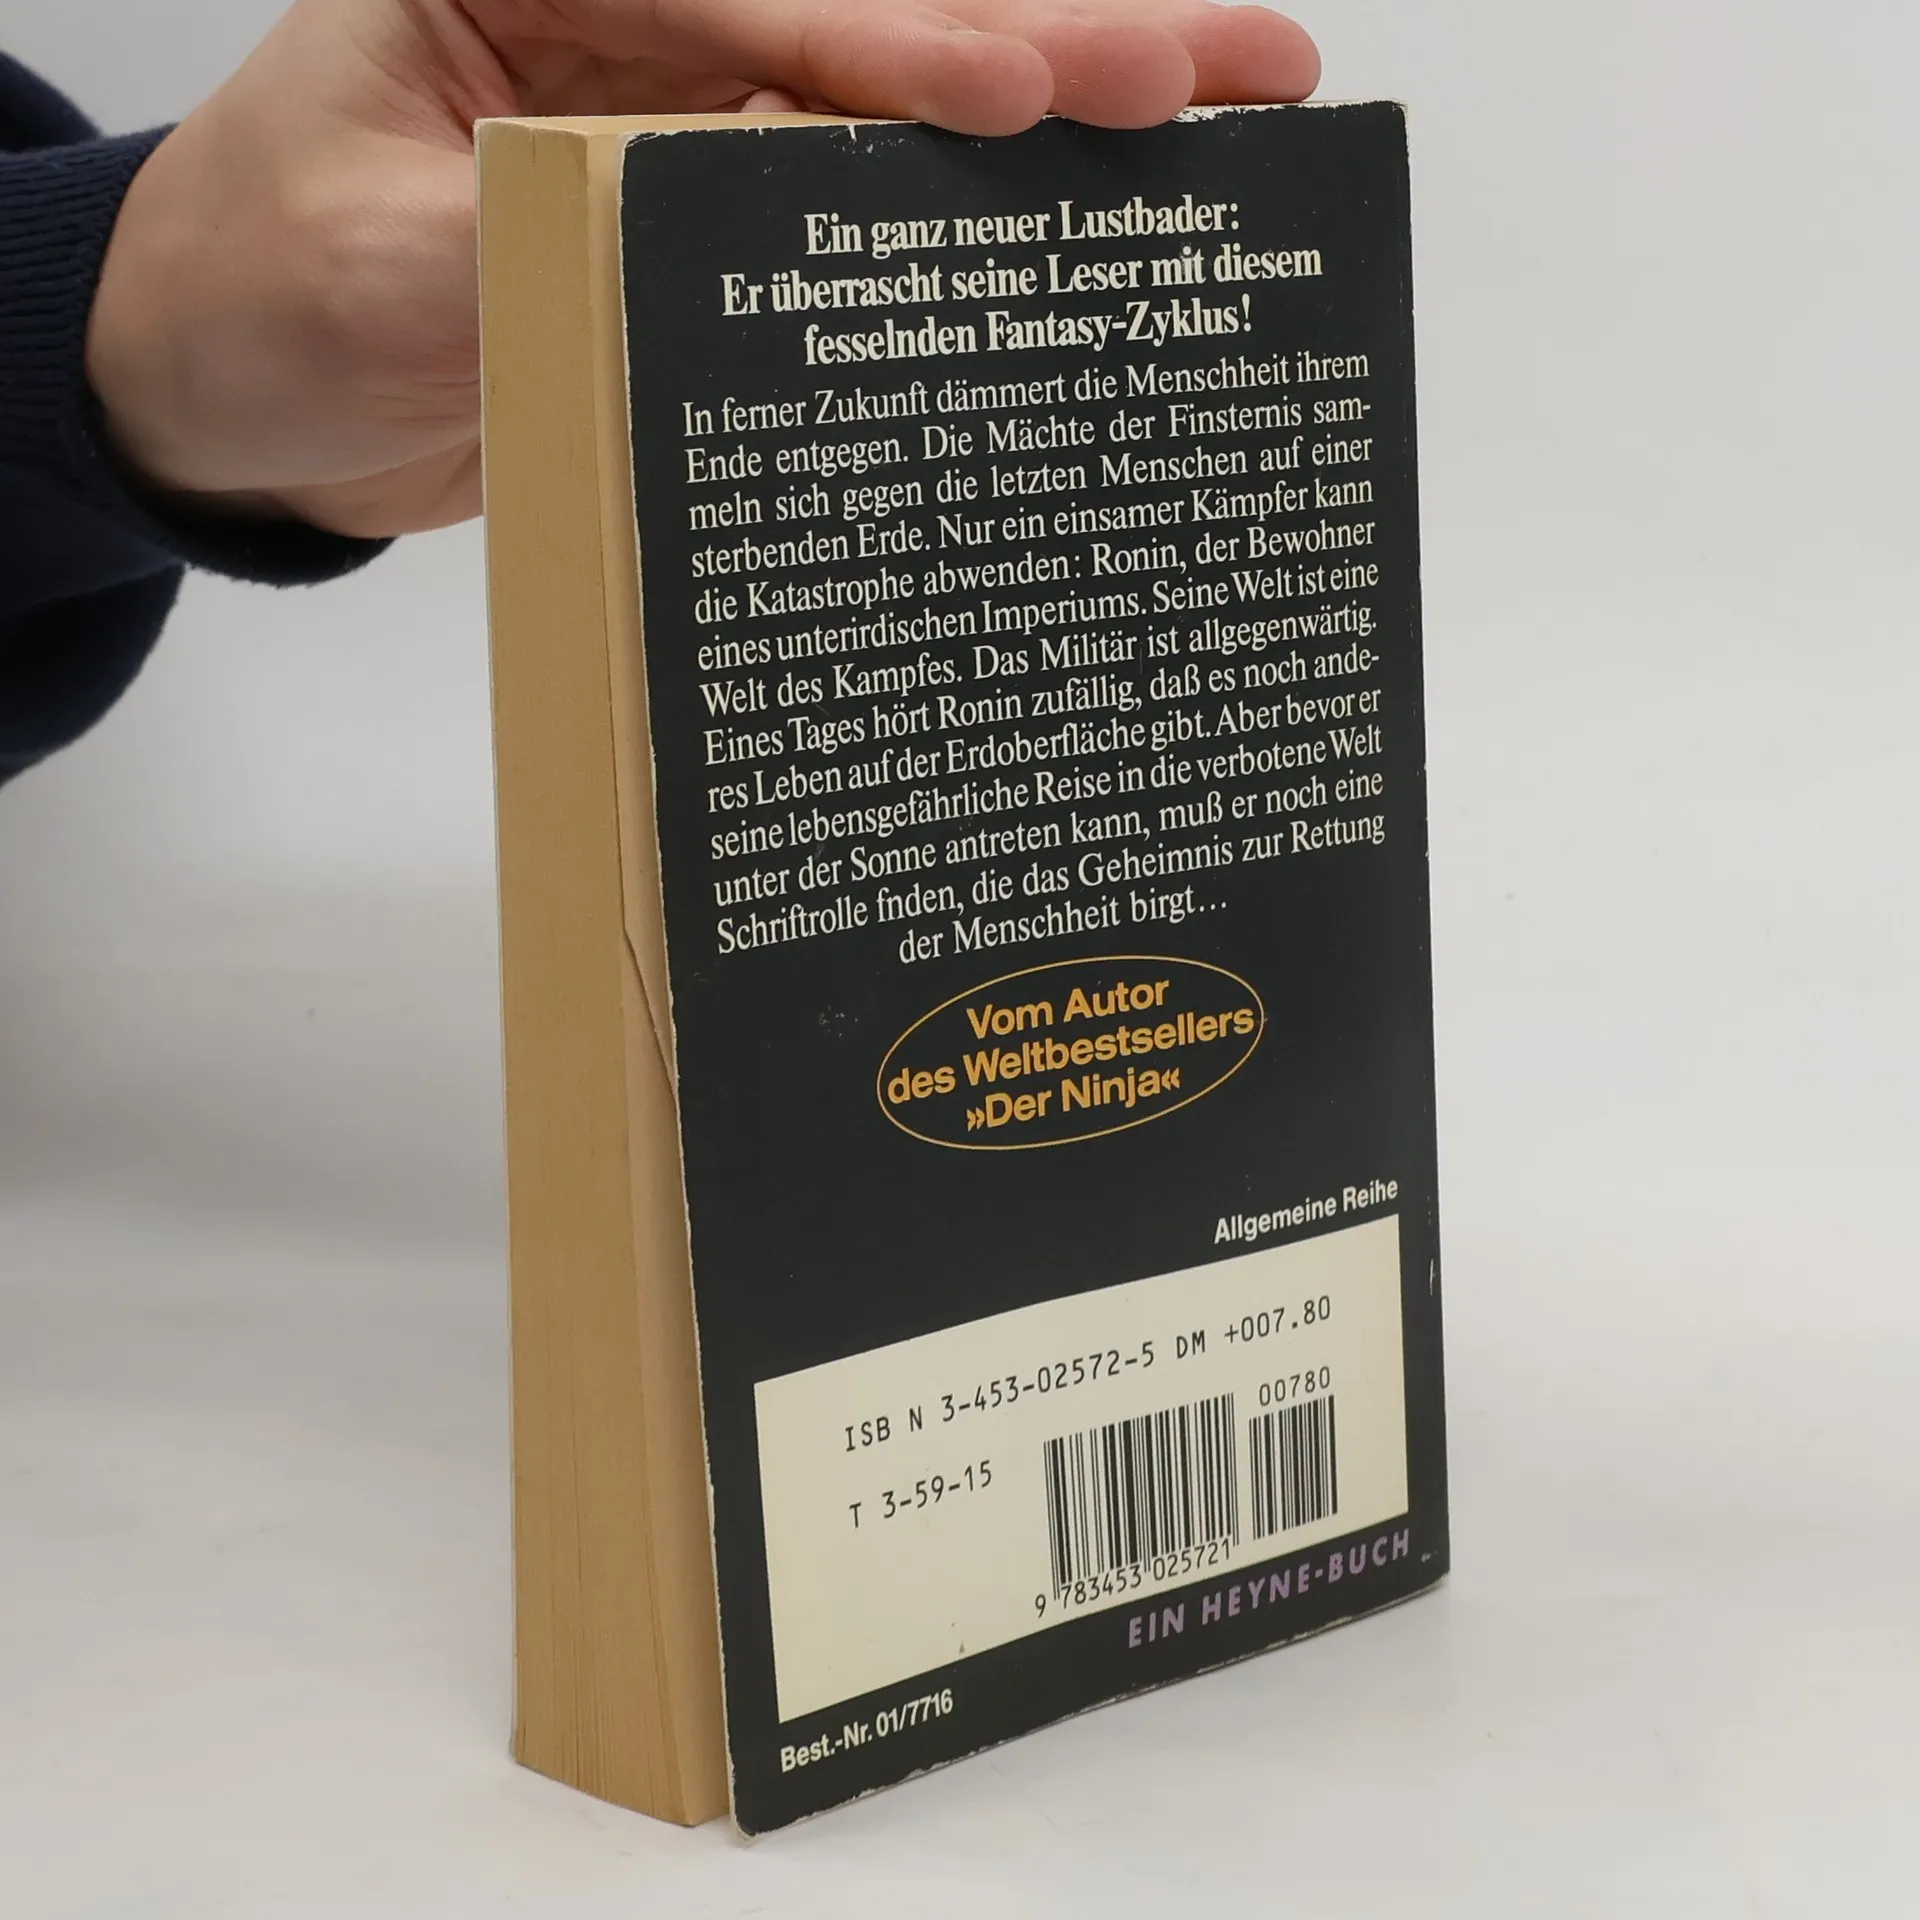 Ein ganz neuer Lustbader:
Er überrascht seine Leser mit diesem
fesselnden Fantasy-Zyklus!
In ferner Zukunft dämmert die Menschheit ihrem
Ende entgegen. Die Mächte der Finsternis sam-
meln sich gegen die letzten Menschen auf einer
sterbenden Erde. Nur ein einsamer Kämpfer kann
die Katastrophe abwenden: Ronin, der Bewohner
eines unterirdischen Imperiums. Seine Welt ist eine
Welt des Kampfes. Das Militär ist allgegenwärtig.
Eines Tages hört Ronin zufällig, daß es noch ande-
res Leben auf der Erdoberfläche gibt. Aber bevor er
seine lebensgefährliche Reise in die verbotene Welt
unter der Sonne antreten kann, muß er noch eine
Schriftrolle fnden, die das Geheimnis zur Rettung
der Menschheit birgt...
Vom Autor
des Weltbestsellers
»Der Ninja«
Allgemeine Reihe
ISB N 3-453-02572-5 DM +007.80
00780
T 3-59-15
9 783453 025721
EIN HEYNE-BUCH
Best.-Nr. 01/7716